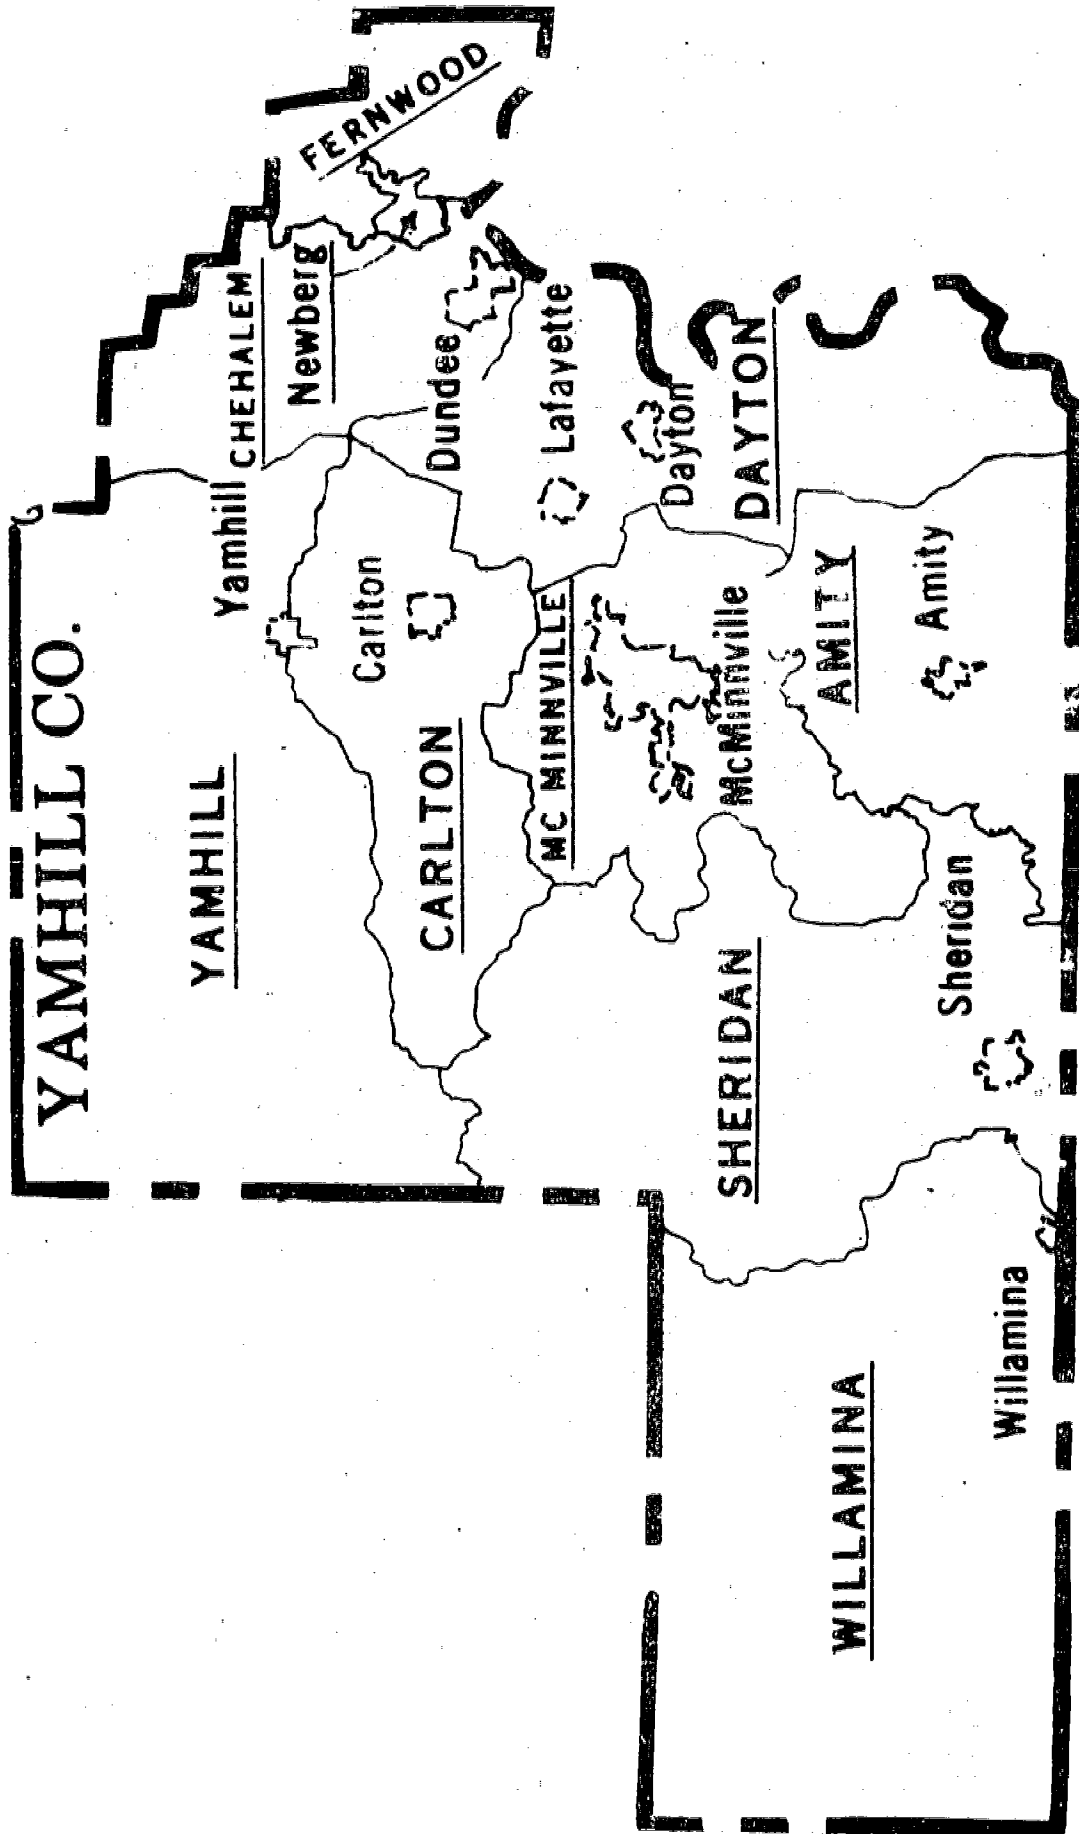 YAMHILL CO.
YAMHILL
Yamhill
CHEHALEM
Newberg
FERNWOOD
Carlton
CARLTON
Dundee
MC MINNVILLE
Lafayette
McMinnville
Dayton
DAYTON
SHERIDAN
AMITY
Amity
Sheridan
WILLAMINA
Willamina